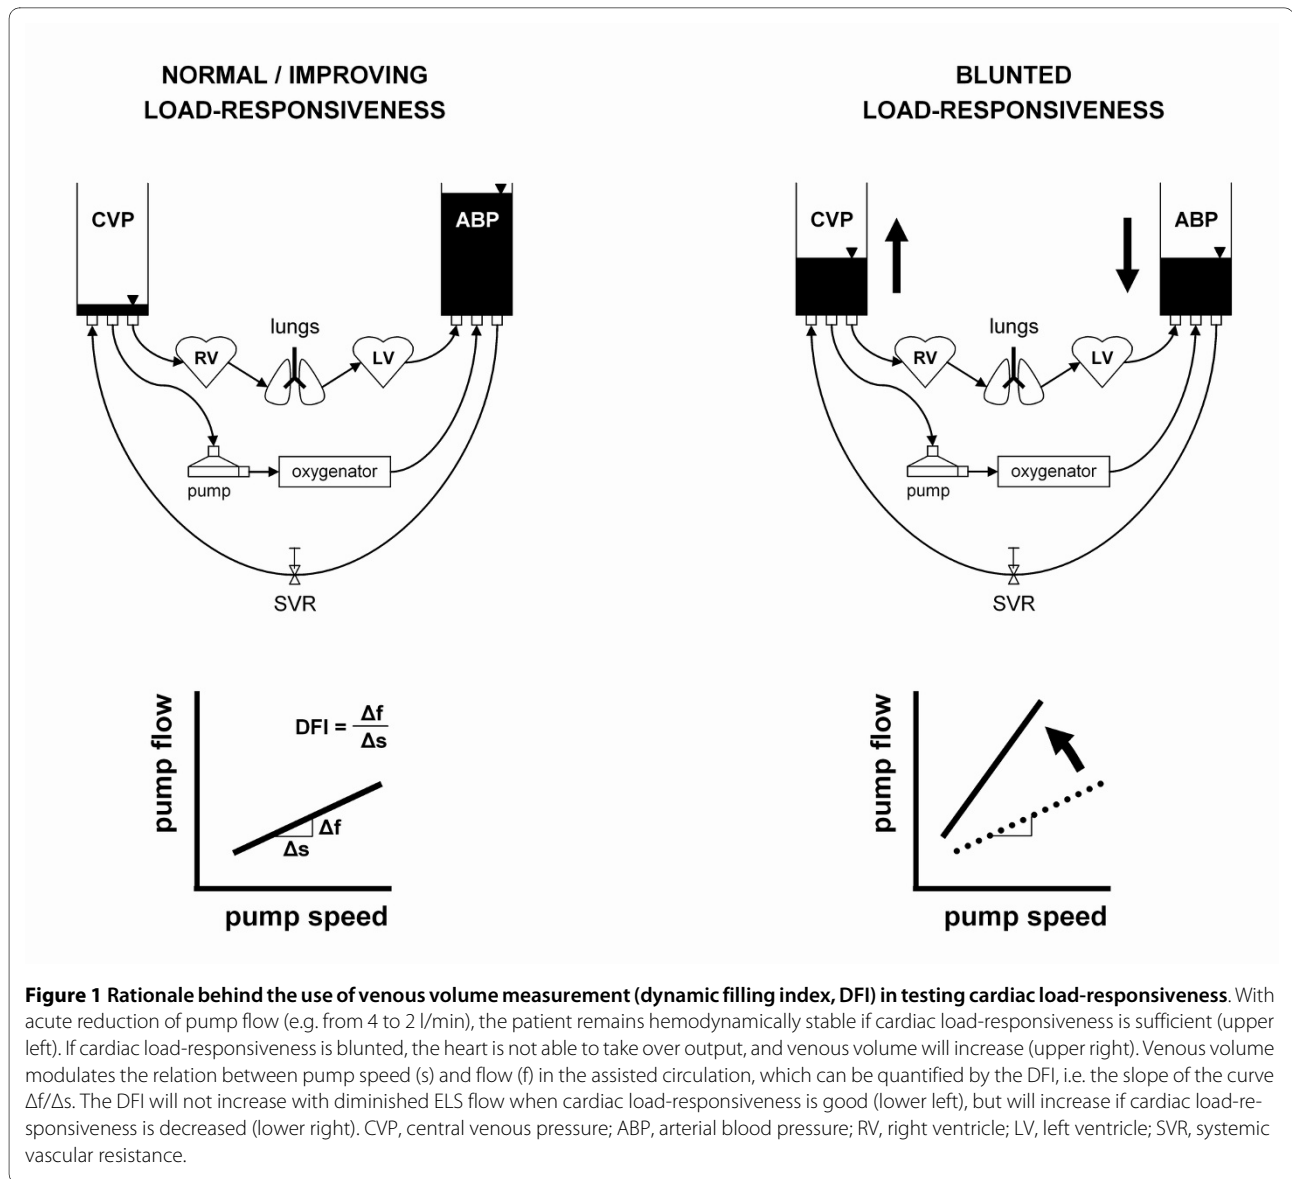 NORMAL / IMPROVING
LOAD-RESPONSIVENESS
CVP
ABP
lungs
RV
LV
pump
oxygenator
SVR
pump flow
DFI = Δf / Δs
Δf
Δs
pump speed
BLUNTED
LOAD-RESPONSIVENESS
CVP
ABP
lungs
RV
LV
pump
oxygenator
SVR
pump flow
pump speed
Figure 1 Rationale behind the use of venous volume measurement (dynamic filling index, DFI) in testing cardiac load-responsiveness. With
acute reduction of pump flow (e.g. from 4 to 2 l/min), the patient remains hemodynamically stable if cardiac load-responsiveness is sufficient (upper
left). If cardiac load-responsiveness is blunted, the heart is not able to take over output, and venous volume will increase (upper right). Venous volume
modulates the relation between pump speed (s) and flow (f) in the assisted circulation, which can be quantified by the DFI, i.e. the slope of the curve
Δf/Δs. The DFI will not increase with diminished ELS flow when cardiac load-responsiveness is good (lower left), but will increase if cardiac load-re-
sponsiveness is decreased (lower right). CVP, central venous pressure; ABP, arterial blood pressure; RV, right ventricle; LV, left ventricle; SVR, systemic
vascular resistance.